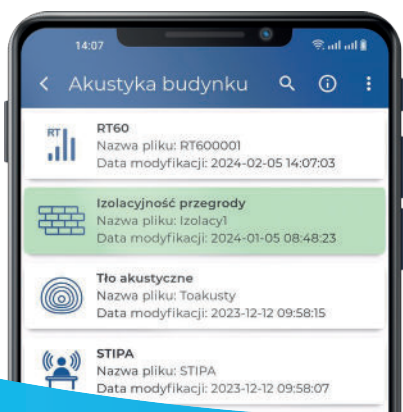 14:07
Akustyka budynku
RT
RT60
Nazwa pliku: RT600001
Data modyfikacji: 2024-02-05 14:07:03
Izolacyjność przegrody
Nazwa pliku: Izolacy1
Data modyfikacji: 2024-01-05 08:48:23
Tło akustyczne
Nazwa pliku: Toakusty
Data modyfikacji: 2023-12-12 09:58:15
STIPA
Nazwa pliku: STIPA
Data modyfikacji: 2023-12-12 09:58:07